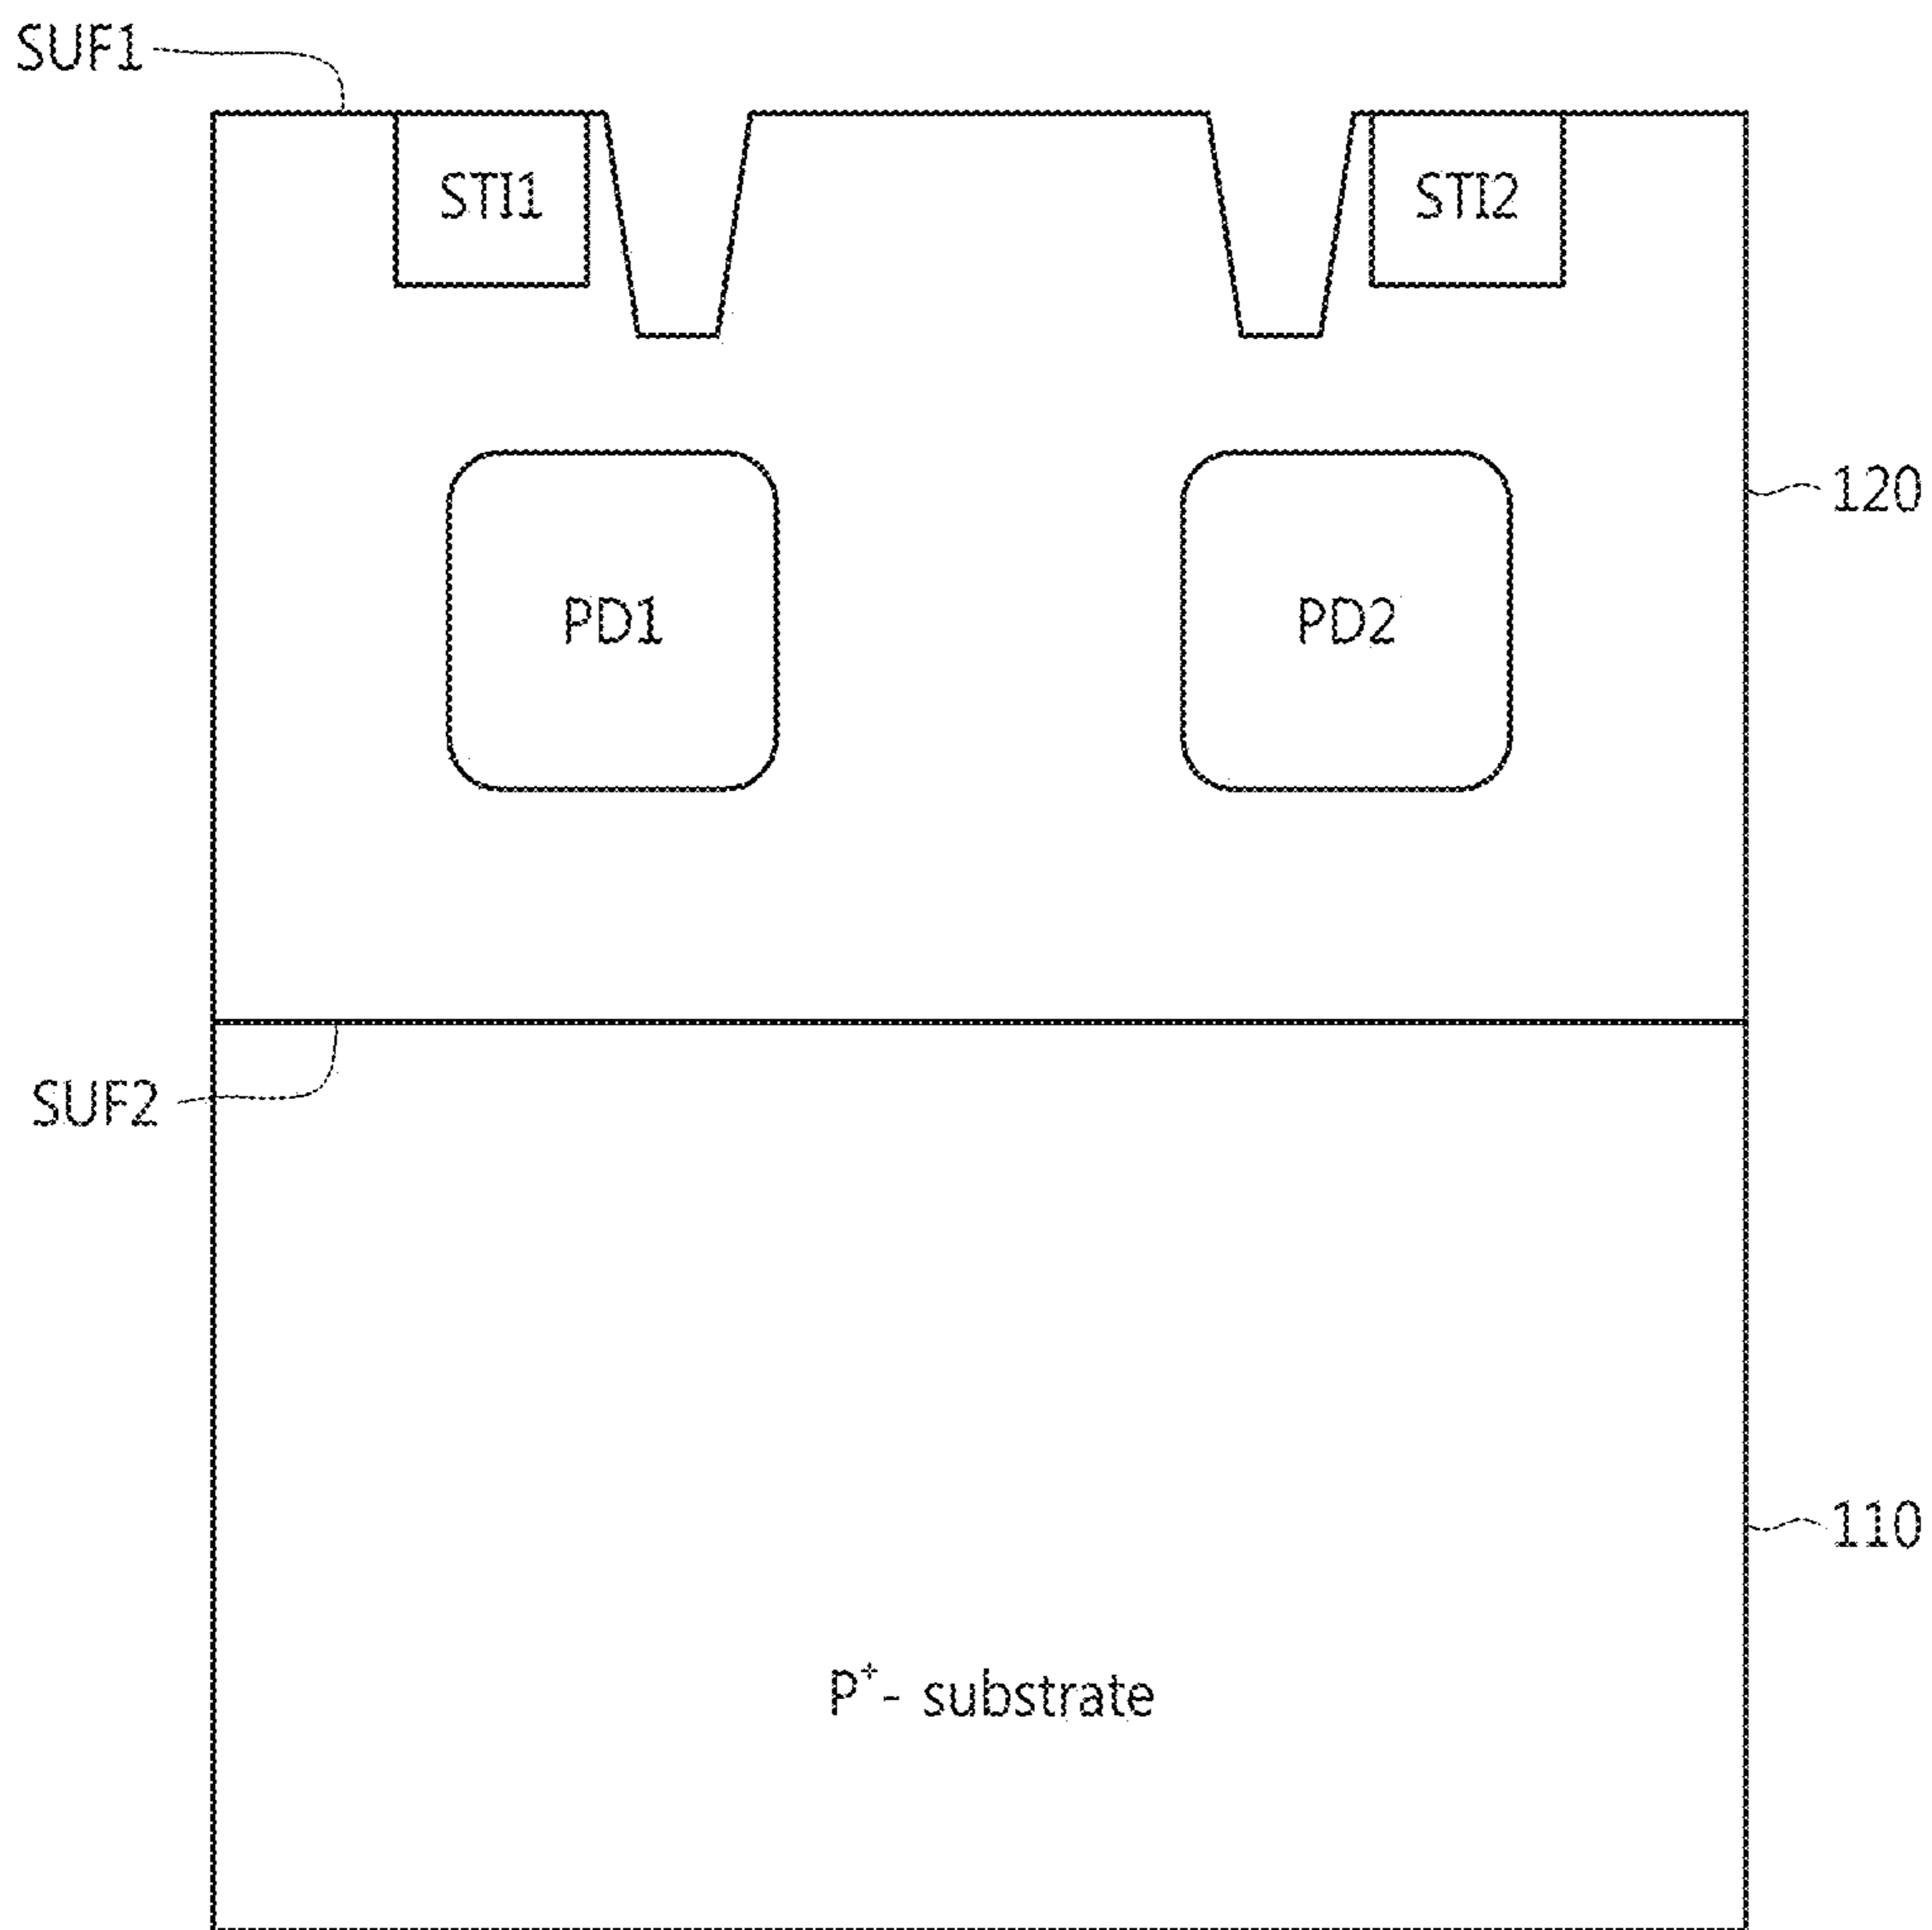 SUF1
STI1
STI2
120
PD1
PD2
SUF2
110
P⁺- substrate